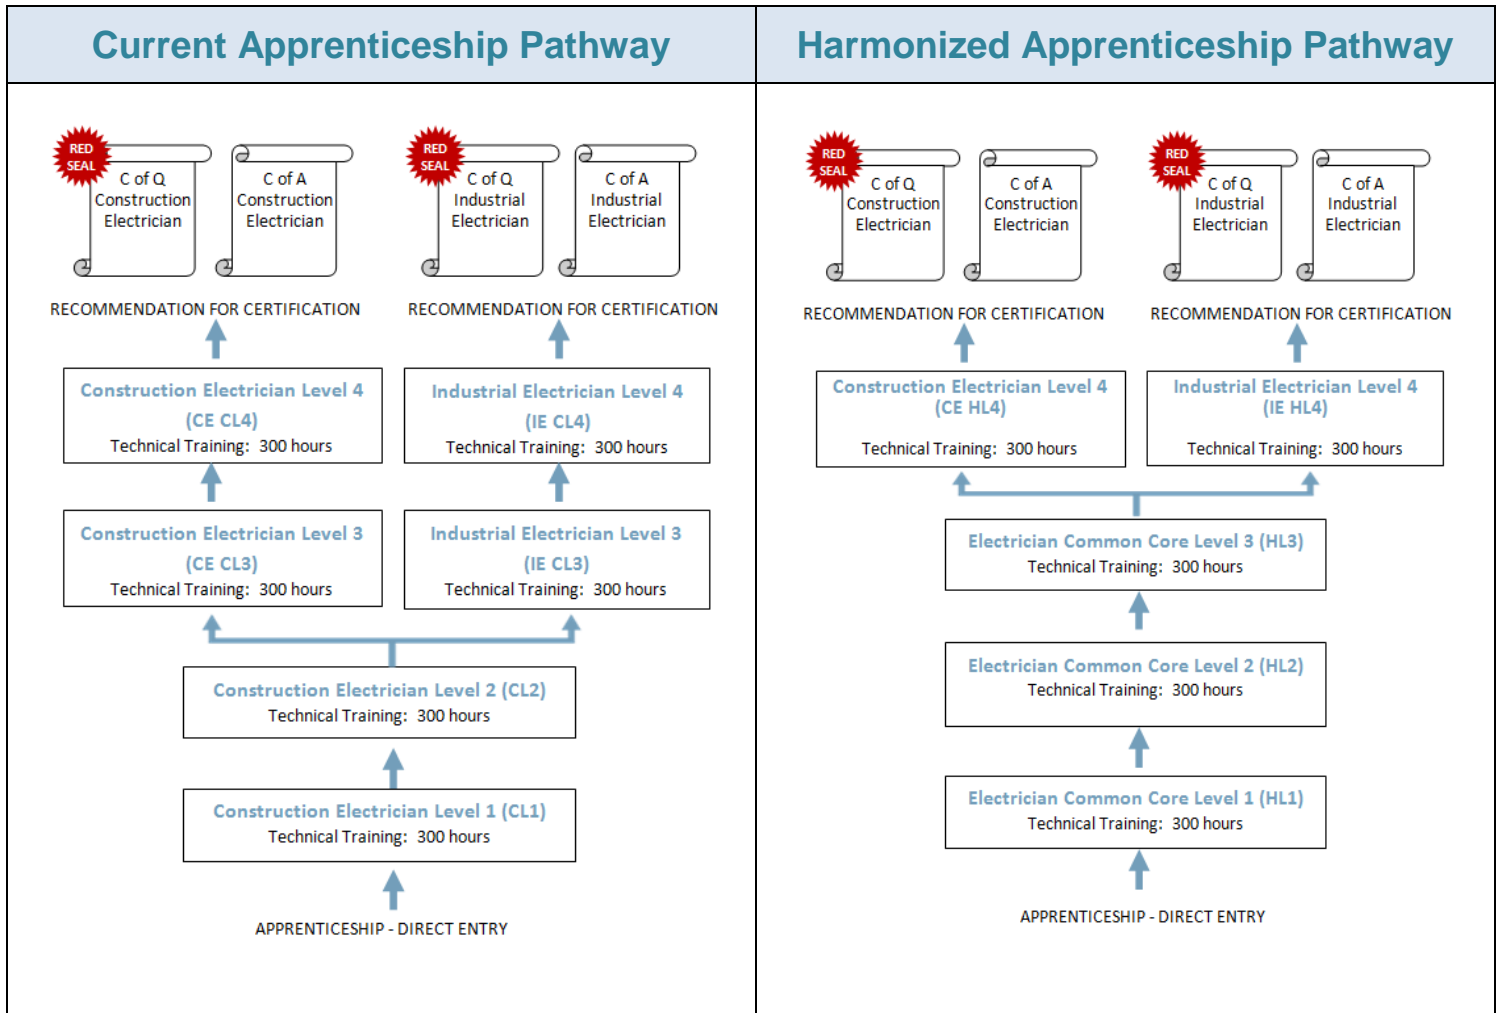 Current Apprenticeship Pathway
RED
SEAL
C of Q
Construction
Electrician
C of A
Construction
Electrician
RED
SEAL
C of Q
Industrial
Electrician
C of A
Industrial
Electrician
RECOMMENDATION FOR CERTIFICATION
RECOMMENDATION FOR CERTIFICATION
Construction Electrician Level 4
(CE CL4)
Technical Training: 300 hours
Industrial Electrician Level 4
(IE CL4)
Technical Training: 300 hours
Construction Electrician Level 3
(CE CL3)
Technical Training: 300 hours
Industrial Electrician Level 3
(IE CL3)
Technical Training: 300 hours
Construction Electrician Level 2 (CL2)
Technical Training: 300 hours
Construction Electrician Level 1 (CL1)
Technical Training: 300 hours
APPRENTICESHIP - DIRECT ENTRY
Harmonized Apprenticeship Pathway
RED
SEAL
C of Q
Construction
Electrician
C of A
Construction
Electrician
RED
SEAL
C of Q
Industrial
Electrician
C of A
Industrial
Electrician
RECOMMENDATION FOR CERTIFICATION
RECOMMENDATION FOR CERTIFICATION
Construction Electrician Level 4
(CE HL4)
Technical Training: 300 hours
Industrial Electrician Level 4
(IE HL4)
Technical Training: 300 hours
Electrician Common Core Level 3 (HL3)
Technical Training: 300 hours
Electrician Common Core Level 2 (HL2)
Technical Training: 300 hours
Electrician Common Core Level 1 (HL1)
Technical Training: 300 hours
APPRENTICESHIP - DIRECT ENTRY